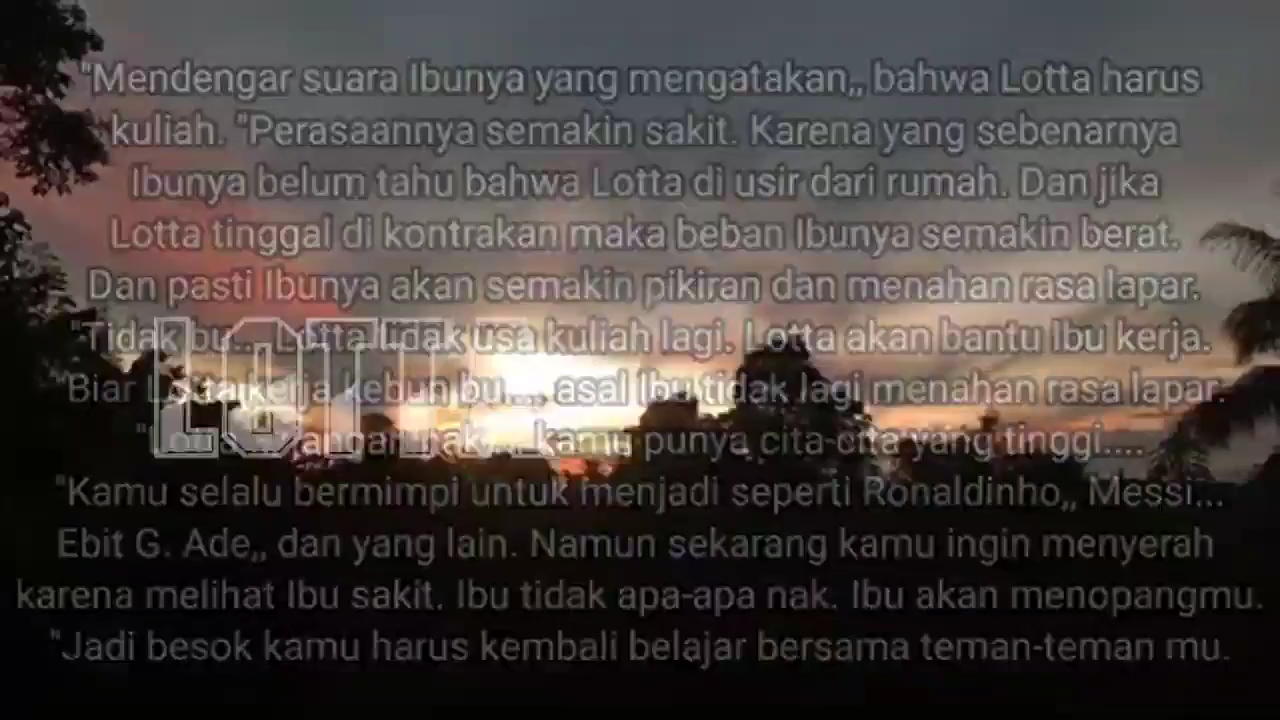 "Mendengar suara Ibunya yang mengatakan,, bahwa Lotta harus
kuliah. "Perasaannya semakin sakit. Karena yang sebenarnya
Ibunya belum tahu bahwa Lotta di usir dari rumah. Dan jika
Lotta tinggal di kontrakan maka beban Ibunya semakin berat.
Dan pasti Ibunya akan semakin pikiran dan menahan rasa lapar.
"Tidak bu.... Lotta tidak usa kuliah lagi. Lotta akan bantu Ibu kerja.
Biar Lotta kerja kebun bu...., asal Ibu tidak lagi menahan rasa lapar.
kamu punya cita-cita yang tinggi.....
"Kamu selalu bermimpi untuk menjadi seperti Ronaldinho,, Messi...
Ebit G. Ade,, dan yang lain. Namun sekarang kamu ingin menyerah
karena melihat Ibu sakit. Ibu tidak apa-apa nak. Ibu akan menopangmu.
"Jadi besok kamu harus kembali belajar bersama teman-teman mu.